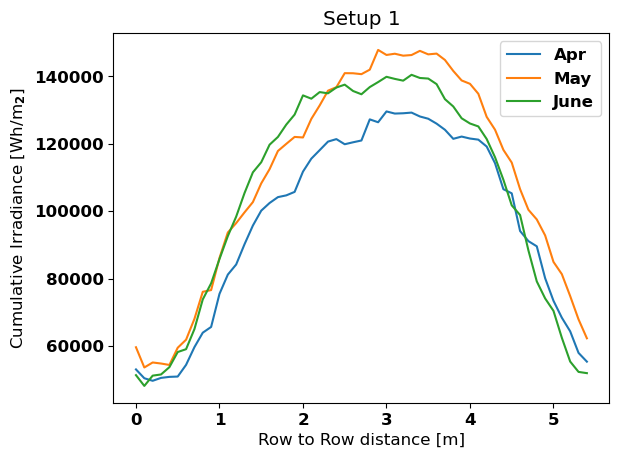 Setup 1
Cumulative Irradiance [Wh/m₂]
140000
120000
100000
80000
60000
Apr
May
June
0 1 2 3 4 5
Row to Row distance [m]